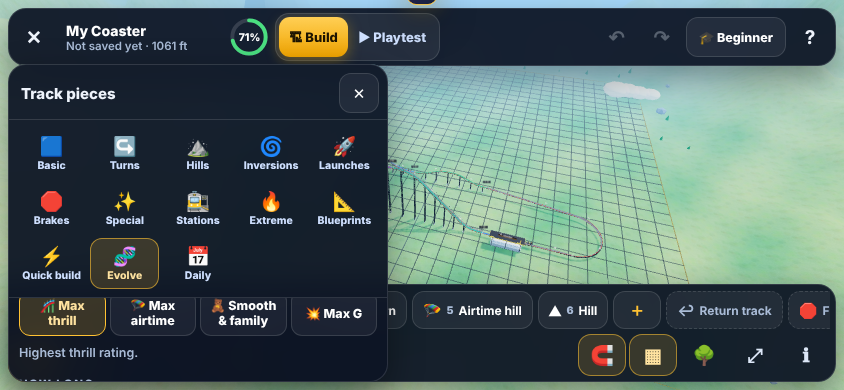 My Coaster
Not saved yet · 1061 ft
71%
Build
Playtest
Beginner
?
Track pieces
Basic
Turns
Hills
Inversions
Launches
Brakes
Special
Stations
Extreme
Blueprints
Quick build
Evolve
Daily
Max thrill
Max airtime
Smooth & family
Max G
Highest thrill rating.
5 Airtime hill
6 Hill
+
Return track